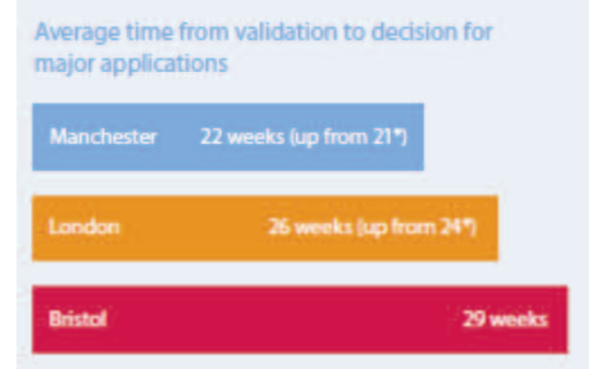 Average time from validation to decision for
major applications
Manchester 22 weeks (up from 21*)
London 26 weeks (up from 24*)
Bristol 29 weeks